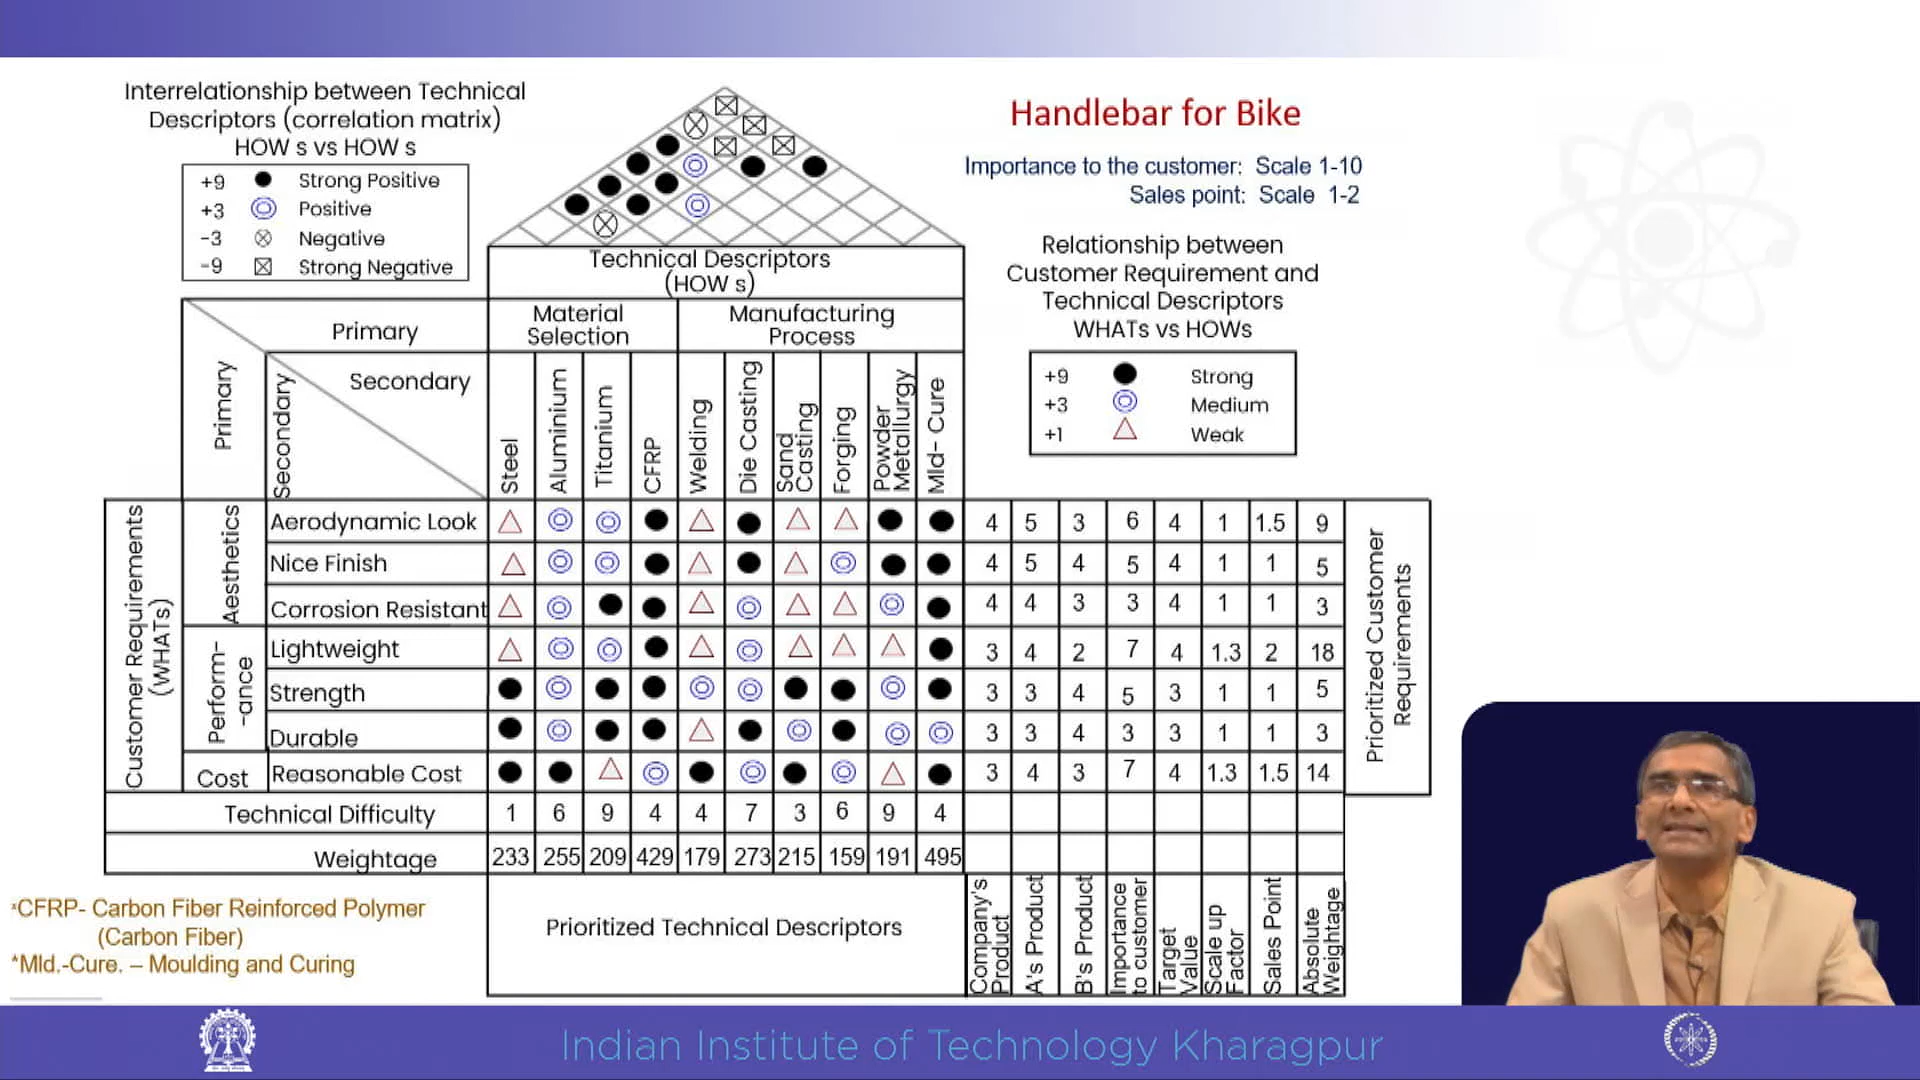 Interrelationship between Technical
Descriptors (correlation matrix)
HOW s vs HOW s
+9 Strong Positive
+3 Positive
-3 Negative
-9 Strong Negative
Handlebar for Bike
Importance to the customer: Scale 1-10
Sales point: Scale 1-2
Relationship between
Customer Requirement and
Technical Descriptors
WHATs vs HOWs
+9 Strong
+3 Medium
+1 Weak
Technical Descriptors
(HOW s)
Primary
Material
Selection
Manufacturing
Process
Primary
Secondary
Secondary
Steel
Aluminium
Titanium
CFRP
Welding
Die Casting
Sand
Casting
Forging
Powder
Metallurgy
Mld- Cure
Customer Requirements
(WHATs)
Aesthetics
Aerodynamic Look 4 5 3 6 4 1 1.5 9
Nice Finish 4 5 4 5 4 1 1 5
Corrosion Resistant 4 4 3 3 4 1 1 3
Perform-
-ance
Lightweight 3 4 2 7 4 1.3 2 18
Strength 3 3 4 5 3 1 1 5
Durable 3 3 4 3 3 1 1 3
Cost
Reasonable Cost 3 4 3 7 4 1.3 1.5 14
Prioritized Customer
Requirements
Technical Difficulty 1 6 9 4 4 7 3 6 9 4
Weightage 233 255 209 429 179 273 215 159 191 495
Prioritized Technical Descriptors
Company's
Product
A's Product
B's Product
Importance
to customer
Target
Value
Scale up
Factor
Sales Point
Absolute
Weightage
*CFRP- Carbon Fiber Reinforced Polymer
(Carbon Fiber)
*Mld.-Cure. – Moulding and Curing
Indian Institute of Technology Kharagpur